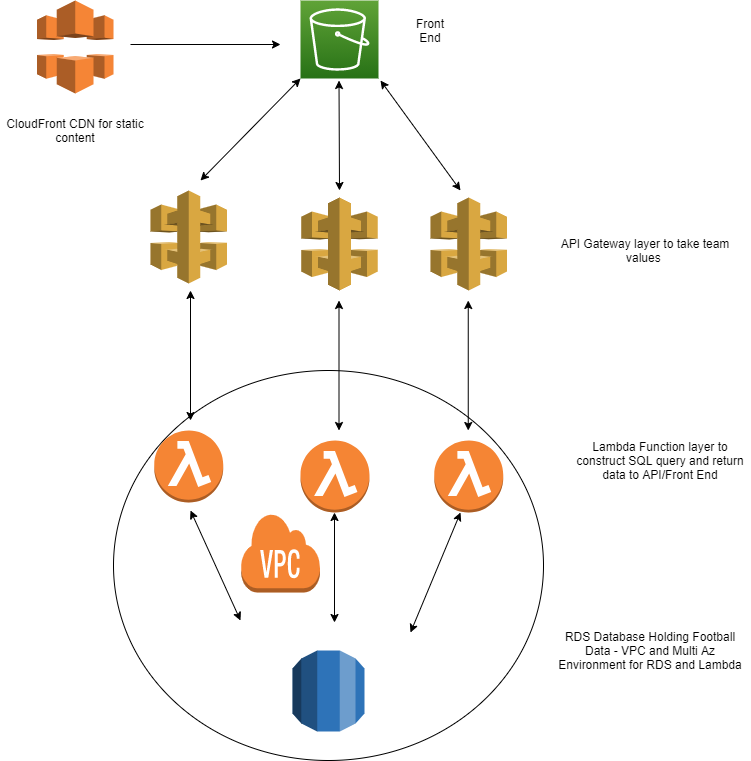 Front
End
CloudFront CDN for static
content
API Gateway layer to take team
values
Lambda Function layer to
construct SQL query and return
data to API/Front End
VPC
RDS Database Holding Football
Data - VPC and Multi Az
Environment for RDS and Lambda